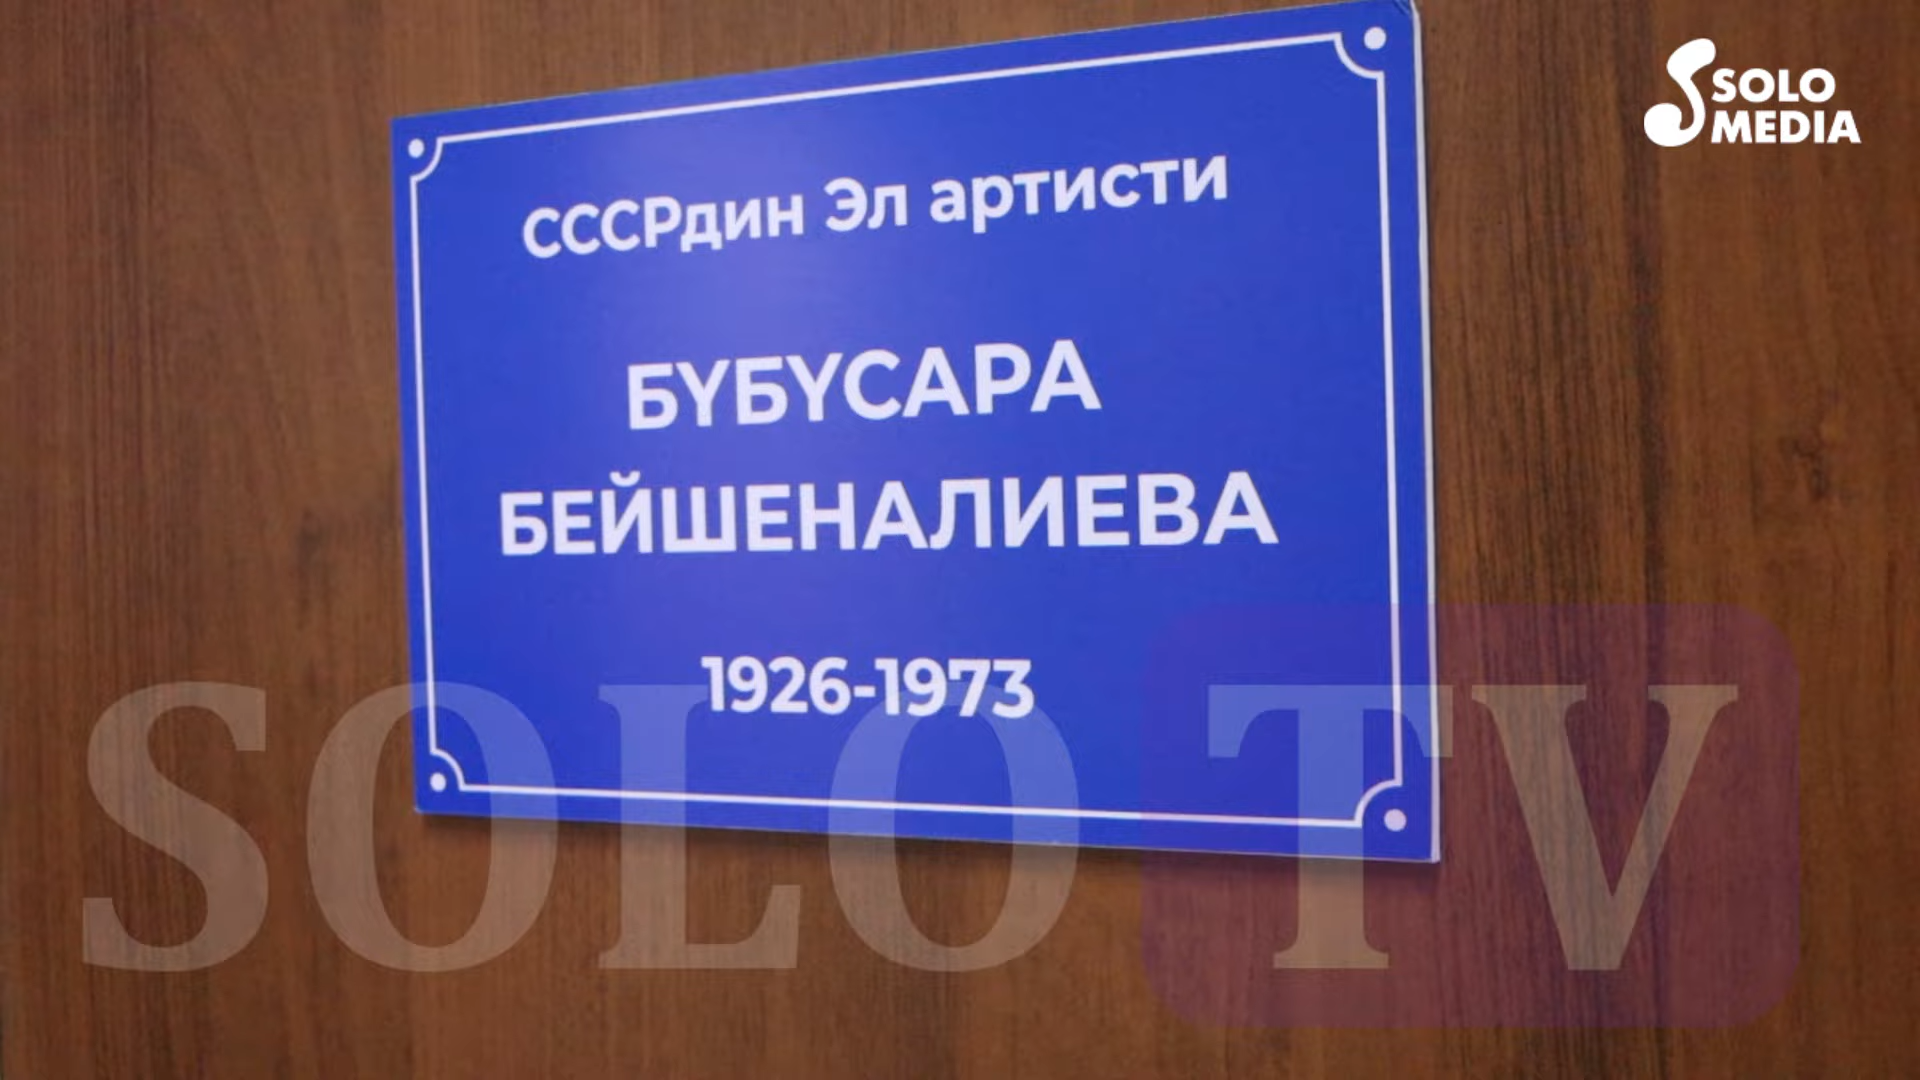 SOLO
MEDIA
СССРдин Эл артисти
БҮБҮСАРА
БЕЙШЕНАЛИЕВА
1926-1973
SOLO TV